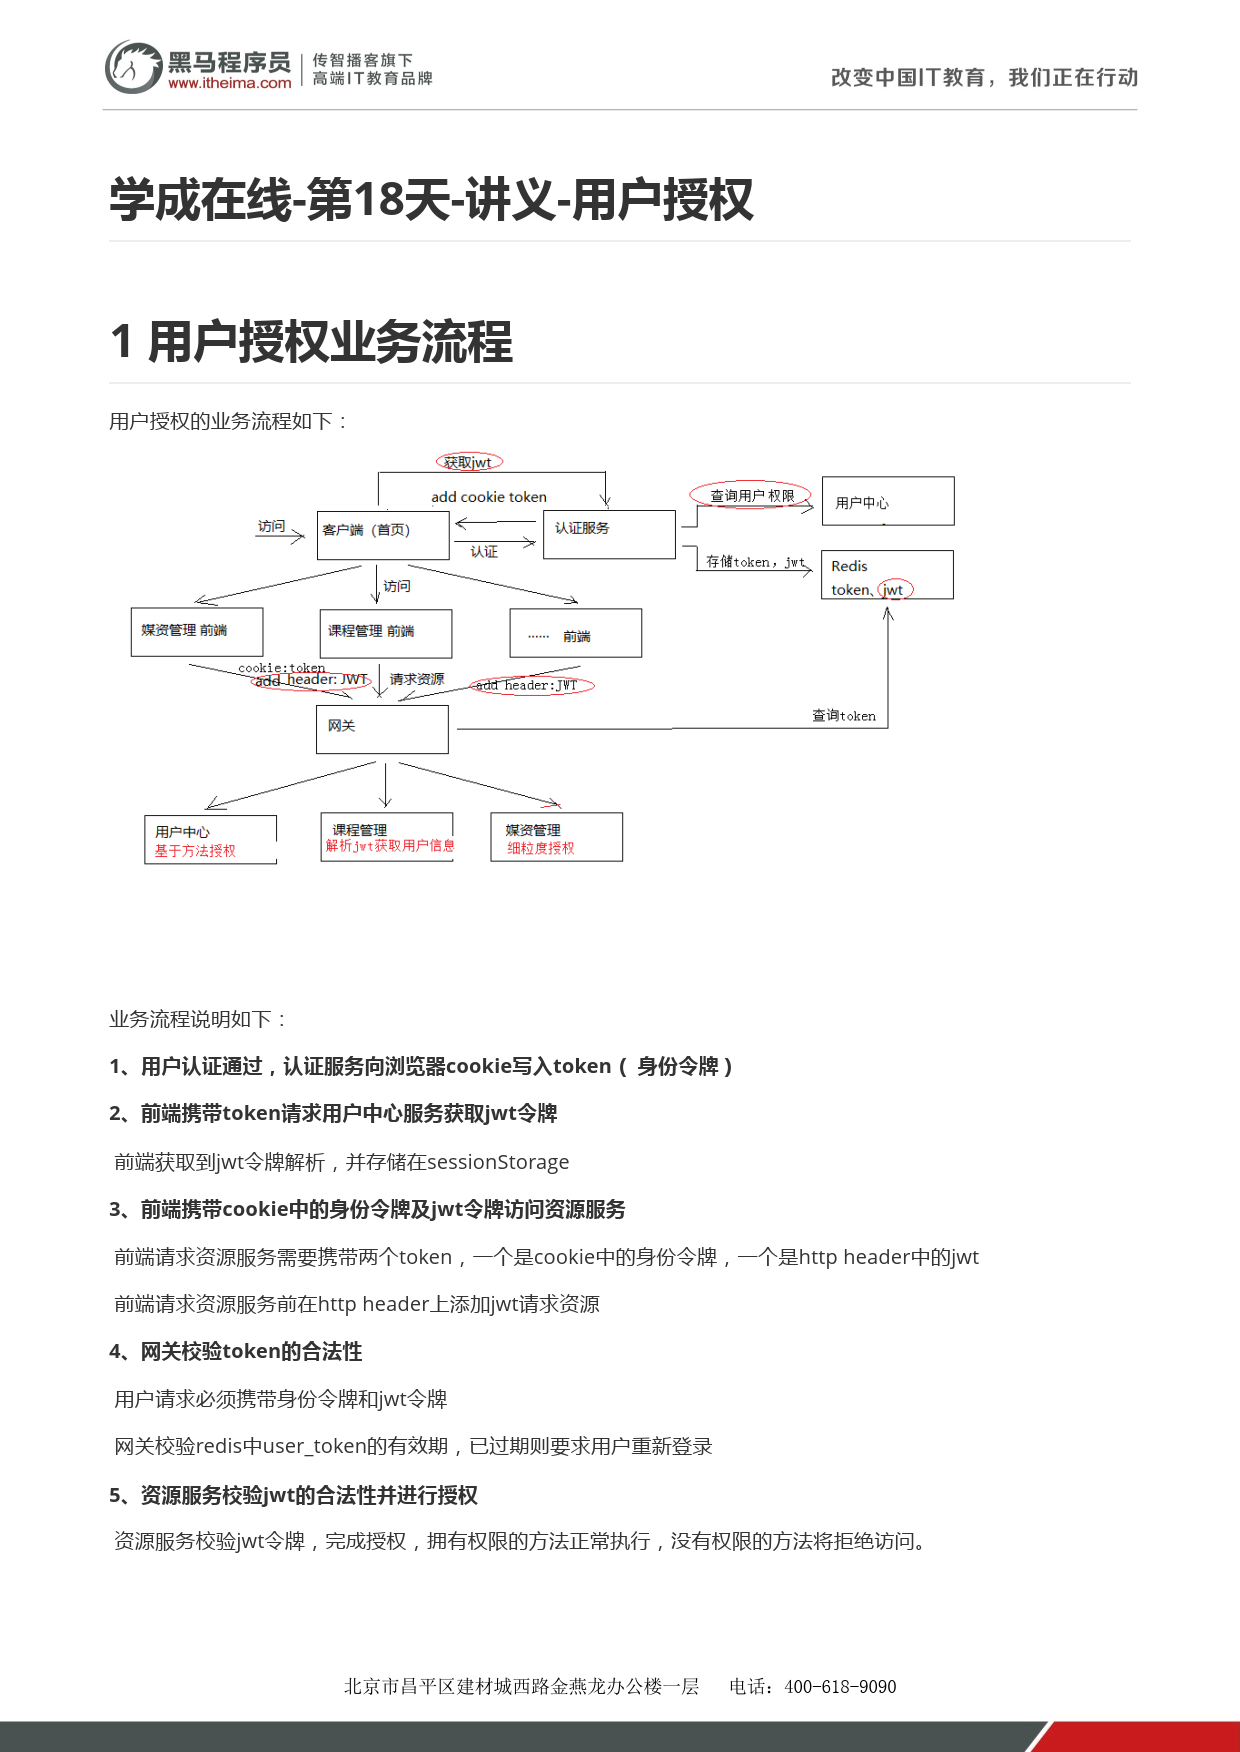 黑马程序员
www.itheima.com
传智播客旗下
高端IT教育品牌
改变中国IT教育，我们正在行动
学成在线-第18天-讲义-用户授权
1 用户授权业务流程
用户授权的业务流程如下：
获取jwt
add cookie token
查询用户 权限
用户中心
访问
客户端（首页）
认证服务
认证
存储token，jwt
Redis
token、jwt
访问
媒资管理 前端
课程管理 前端
······ 前端
cookie:token
add header: JWT
请求资源
add header:JWT
网关
查询token
用户中心
基于方法授权
课程管理
解析jwt获取用户信息
媒资管理
细粒度授权
业务流程说明如下：
1、用户认证通过，认证服务向浏览器cookie写入token（ 身份令牌）
2、前端携带token请求用户中心服务获取jwt令牌
前端获取到jwt令牌解析，并存储在sessionStorage
3、前端携带cookie中的身份令牌及jwt令牌访问资源服务
前端请求资源服务需要携带两个token，一个是cookie中的身份令牌，一个是http header中的jwt
前端请求资源服务前在http header上添加jwt请求资源
4、网关校验token的合法性
用户请求必须携带身份令牌和jwt令牌
网关校验redis中user_token的有效期，已过期则要求用户重新登录
5、资源服务校验jwt的合法性并进行授权
资源服务校验jwt令牌，完成授权，拥有权限的方法正常执行，没有权限的方法将拒绝访问。
北京市昌平区建材城西路金燕龙办公楼一层 电话：400-618-9090